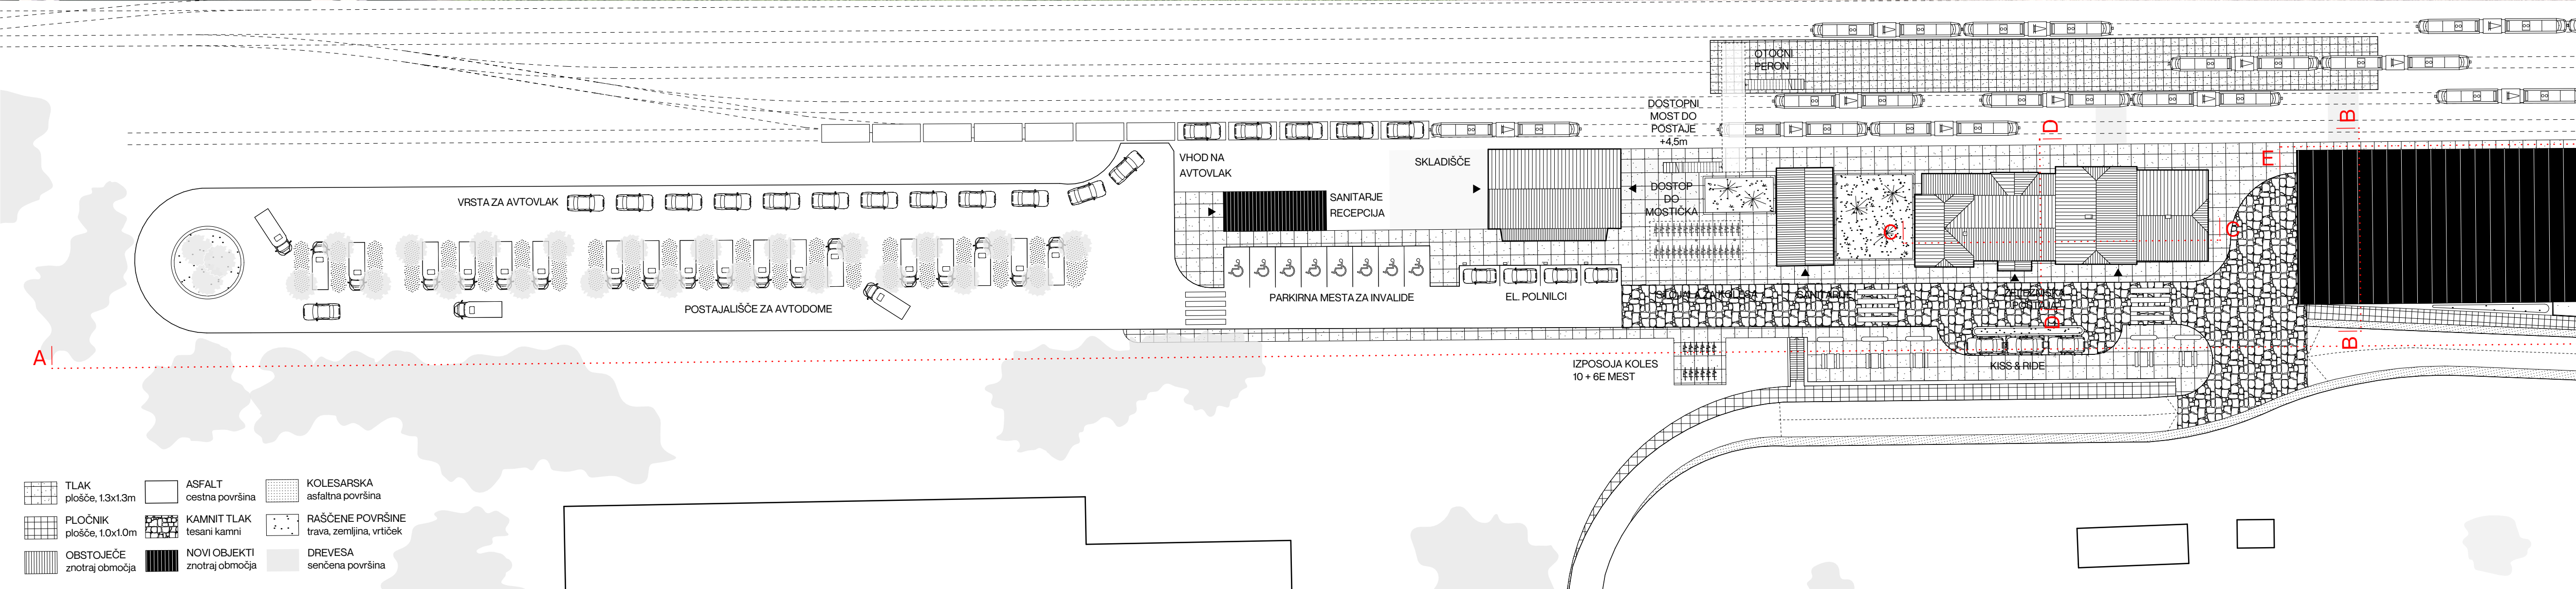 OTOČNI
PERON
DOSTOPNI
MOST DO
POSTAJE
+4,5m
D
B
VHOD NA
AVTOVLAK
SKLADIŠČE
E
VRSTA ZA AVTOVLAK
SANITARJE
RECEPCIJA
DOSTOP
DO
MOSTIČKA
C
C
POSTAJALIŠČE ZA AVTODOME
PARKIRNA MESTA ZA INVALIDE
EL. POLNILCI
SANITARIJE
D
B
A
IZPOSOJA KOLES
10 + 6E MEST
KISS & RIDE
TLAK
plošče, 1.3x1.3m
ASFALT
cestna površina
KOLESARSKA
asfaltna površina
PLOČNIK
plošče, 1.0x1.0m
KAMNIT TLAK
tesani kamni
RAŠČENE POVRŠINE
trava, zemljina, vrtiček
OBSTOJEČE
znotraj območja
NOVI OBJEKTI
znotraj območja
DREVESA
senčena površina